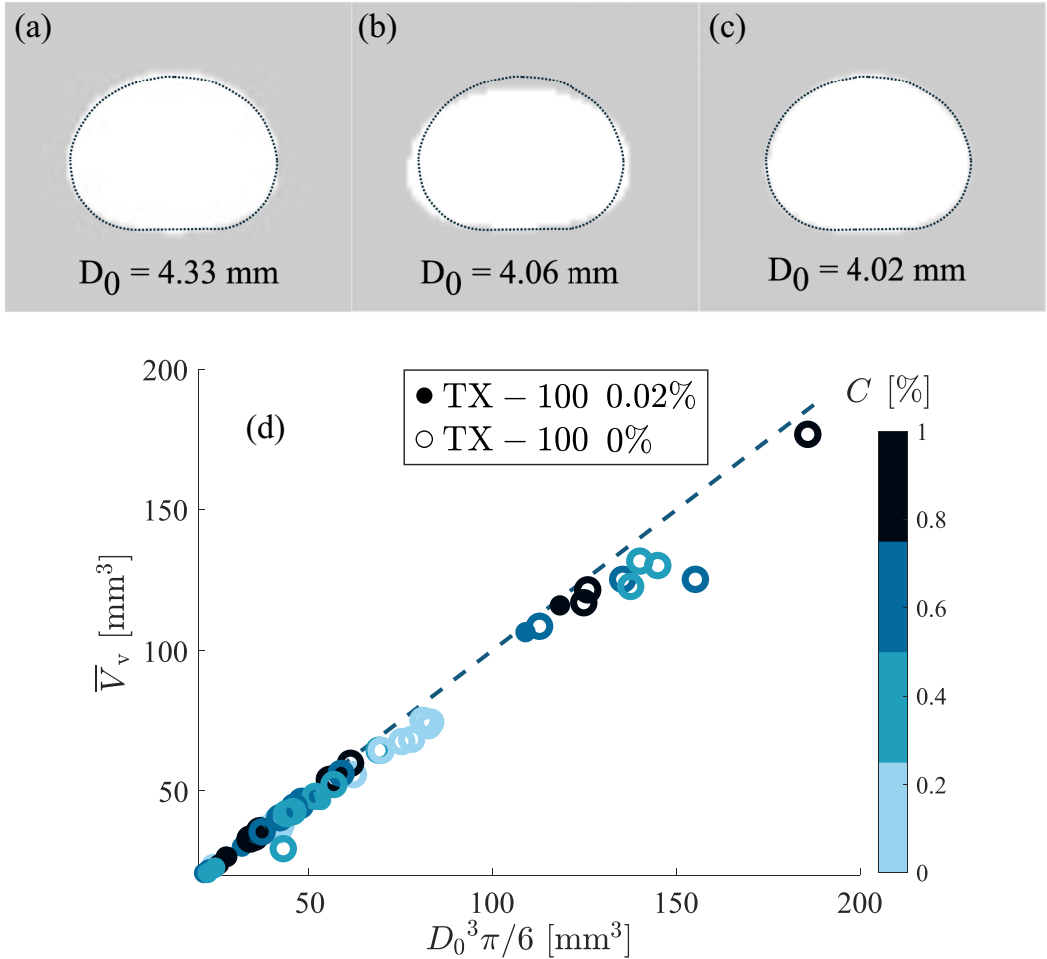 (a) (b) (c)
D₀ = 4.33 mm D₀ = 4.06 mm D₀ = 4.02 mm
(d)
TX − 100 0.02%
TX − 100 0%
C [%]
200
150
100
50
V̅ᵥ [mm³]
50 100 150 200
D₀³π/6 [mm³]
1
0.8
0.6
0.4
0.2
0